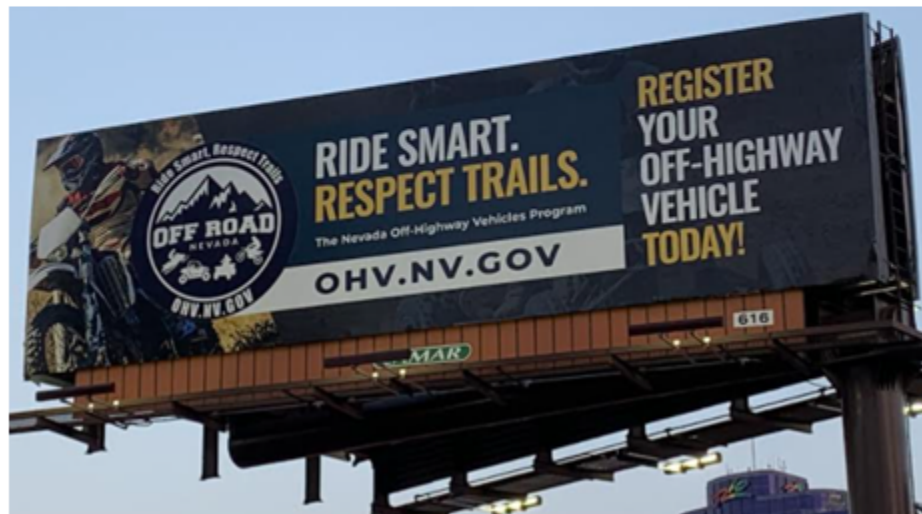 Ride Smart, Respect Trails
OFF ROAD
NEVADA
OHV.NV.GOV
RIDE SMART.
RESPECT TRAILS.
The Nevada Off-Highway Vehicles Program
OHV.NV.GOV
REGISTER
YOUR
OFF-HIGHWAY
VEHICLE
TODAY!
616
MAR